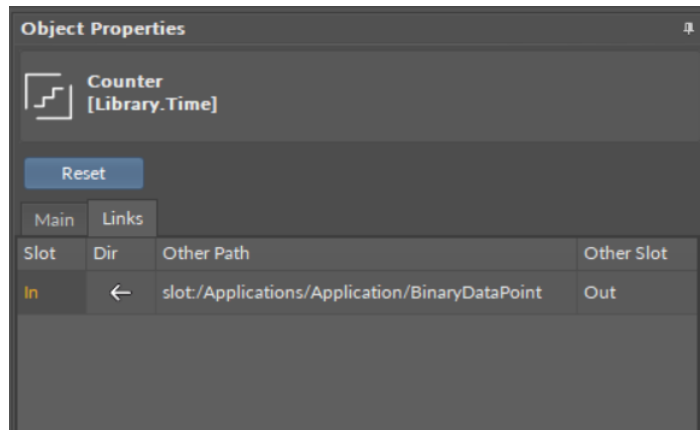 Object Properties
Counter
[Library.Time]
Reset
Main Links
Slot Dir Other Path Other Slot
In ← slot:/Applications/Application/BinaryDataPoint Out